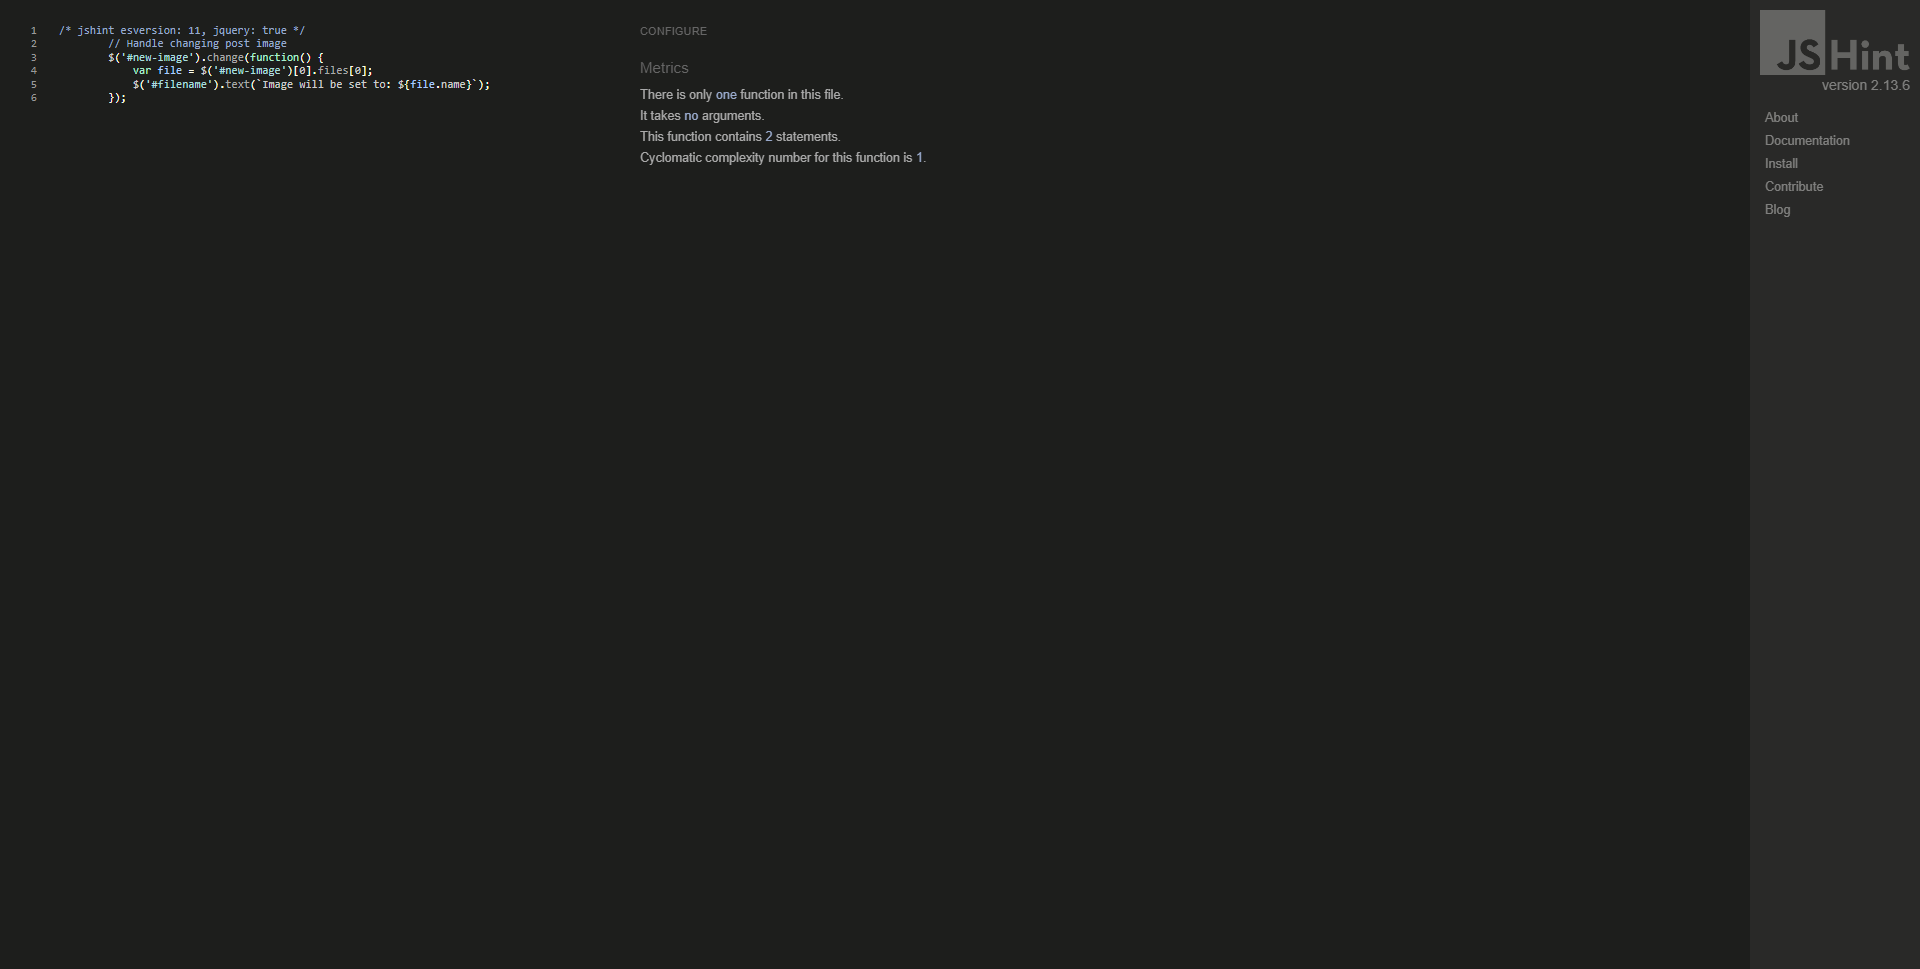 1 /* jshint esversion: 11, jquery: true */
2 // Handle changing post image
3 $('#new-image').change(function() {
4 var file = $('#new-image')[0].files[0];
5 $('#filename').text(`Image will be set to: ${file.name}`);
6 });
CONFIGURE
Metrics
There is only one function in this file.
It takes no arguments.
This function contains 2 statements.
Cyclomatic complexity number for this function is 1.
JSHint
version 2.13.6
About
Documentation
Install
Contribute
Blog